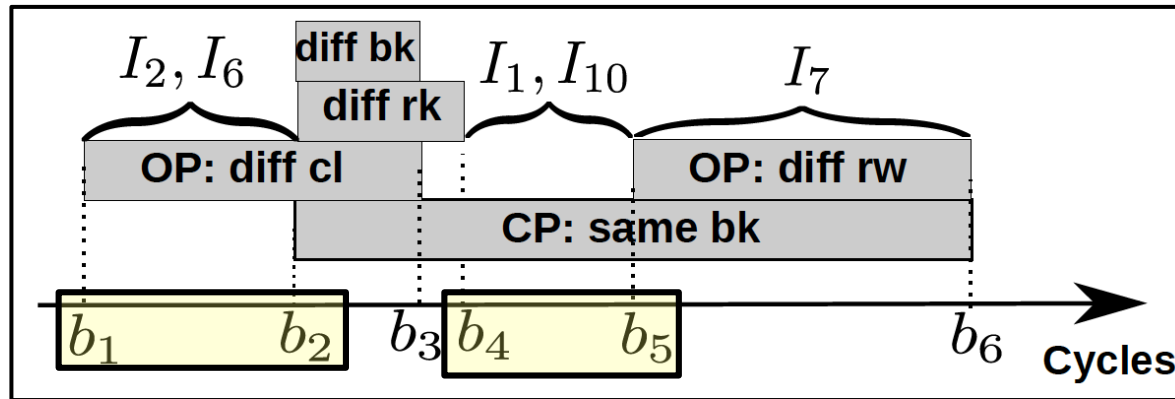 diff bk
I₂, I₆ I₁, I₁₀ I₇
diff rk
OP: diff cl OP: diff rw
CP: same bk
b₁ b₂ b₃ b₄ b₅ b₆
Cycles